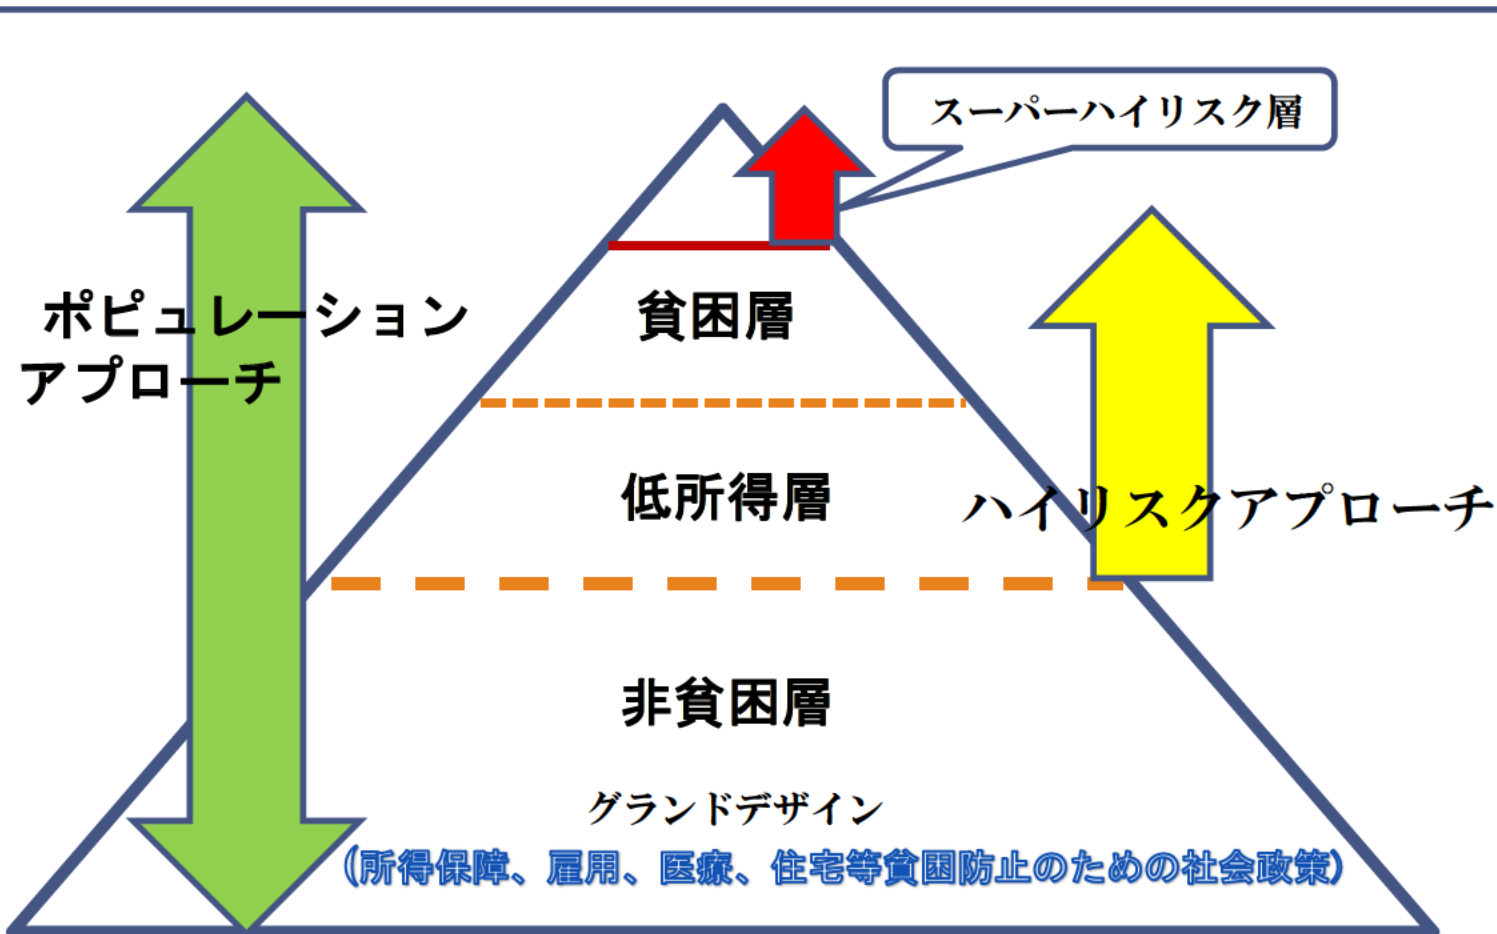 スーパーハイリスク層
ポピュレーション
アプローチ
貧困層
低所得層
ハイリスクアプローチ
非貧困層
グランドデザイン
(所得保障、雇用、医療、住宅等貧困防止のための社会政策)